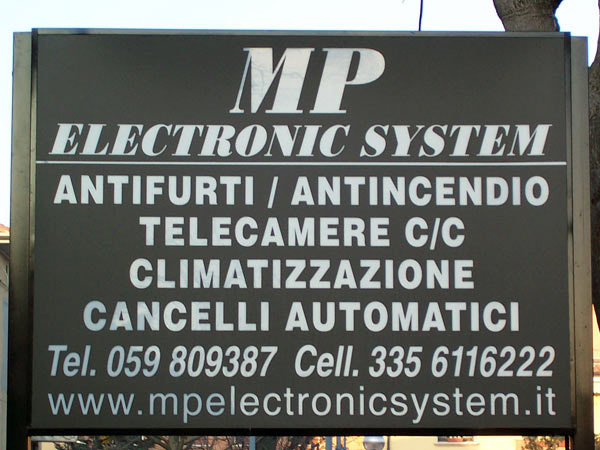 MP
ELECTRONIC SYSTEM
ANTIFURTI / ANTINCENDIO
TELECAMERE C/C
CLIMATIZZAZIONE
CANCELLI AUTOMATICI
Tel. 059 809387 Cell. 335 6116222
www.mpelectronicsystem.it